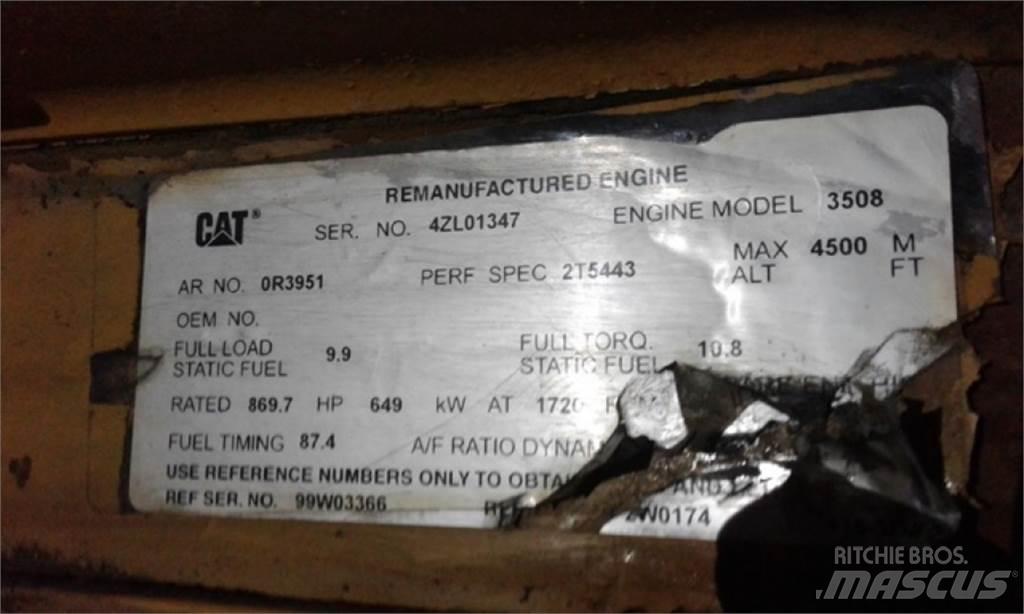 REMANUFACTURED ENGINE
CAT® SER. NO. 4ZL01347 ENGINE MODEL 3508
AR NO. 0R3951 PERF SPEC 2T5443 MAX ALT 4500 M FT
OEM NO.
FULL LOAD STATIC FUEL 9.9 FULL TORQ. STATIC FUEL 10.8
RATED 869.7 HP 649 kW AT 1720
FUEL TIMING 87.4 A/F RATIO DYNAM
USE REFERENCE NUMBERS ONLY TO OBTA
REF SER. NO. 99W03366 W0174
RITCHIE BROS.
MASCUS®